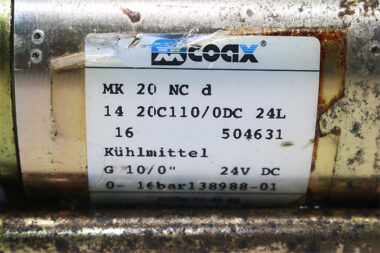 coax
MK 20 NC d
14 20C110/0DC 24L
16 504631
Kühlmittel
G 10/0" 24V DC
0- 16bar138988-01